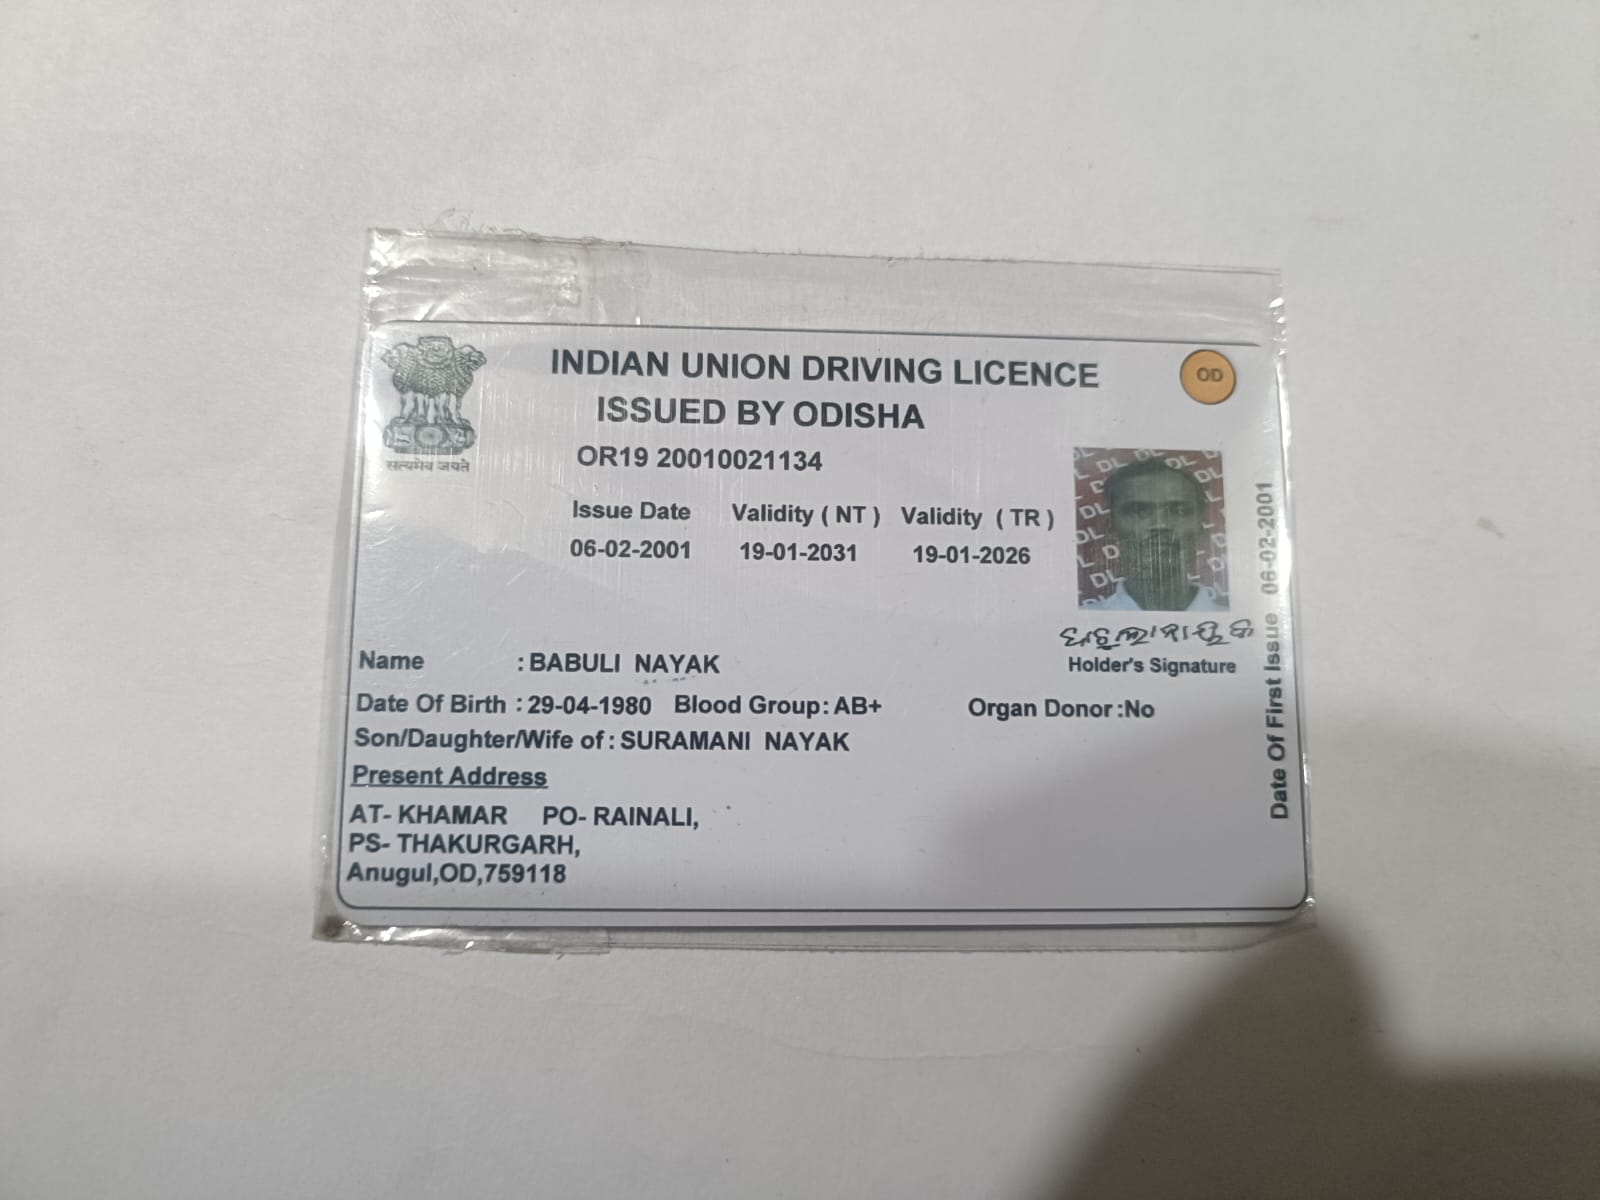 INDIAN UNION DRIVING LICENCE
ISSUED BY ODISHA
OD
OR19 20010021134
Issue Date Validity ( NT ) Validity ( TR )
06-02-2001 19-01-2031 19-01-2026
सत्यमेव जयते
Holder's Signature
Date Of First Issue 06-02-2001
Name : BABULI NAYAK
Date Of Birth : 29-04-1980 Blood Group: AB+ Organ Donor :No
Son/Daughter/Wife of : SURAMANI NAYAK
Present Address
AT- KHAMAR PO- RAINALI,
PS- THAKURGARH,
Anugul,OD,759118